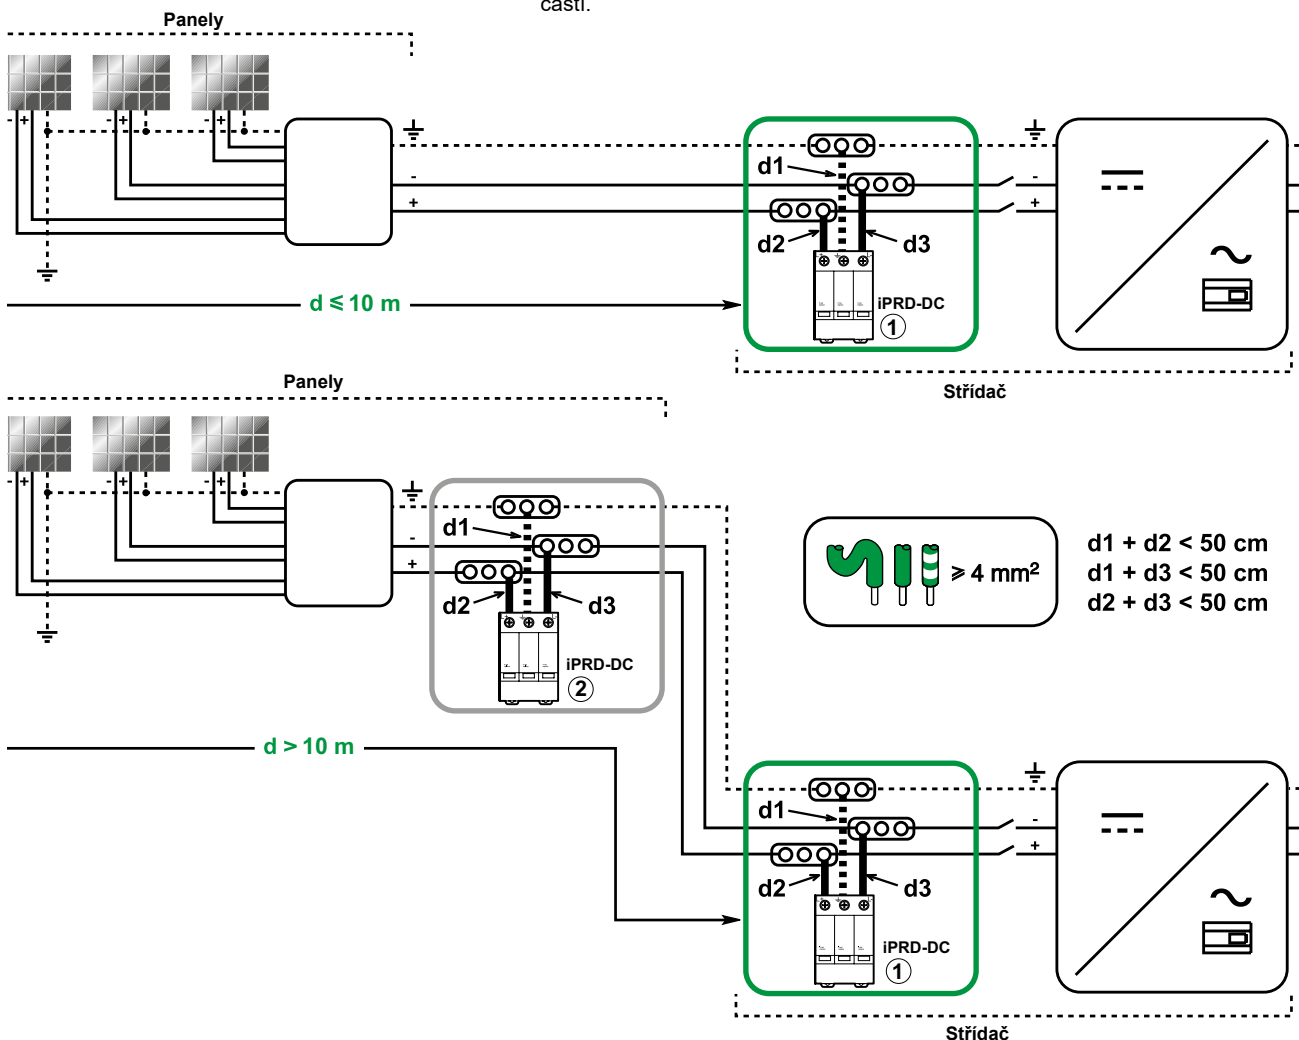 částí.
Panely
- + - + - +
-
+
d1
d2
d3
iPRD-DC
1
-
+
d ≤ 10 m
Střídač
Panely
- + - + - +
-
+
d1
d2
d3
iPRD-DC
2
≥ 4 mm²
d1 + d2 < 50 cm
d1 + d3 < 50 cm
d2 + d3 < 50 cm
d > 10 m
d1
d2
d3
iPRD-DC
1
-
+
Střídač